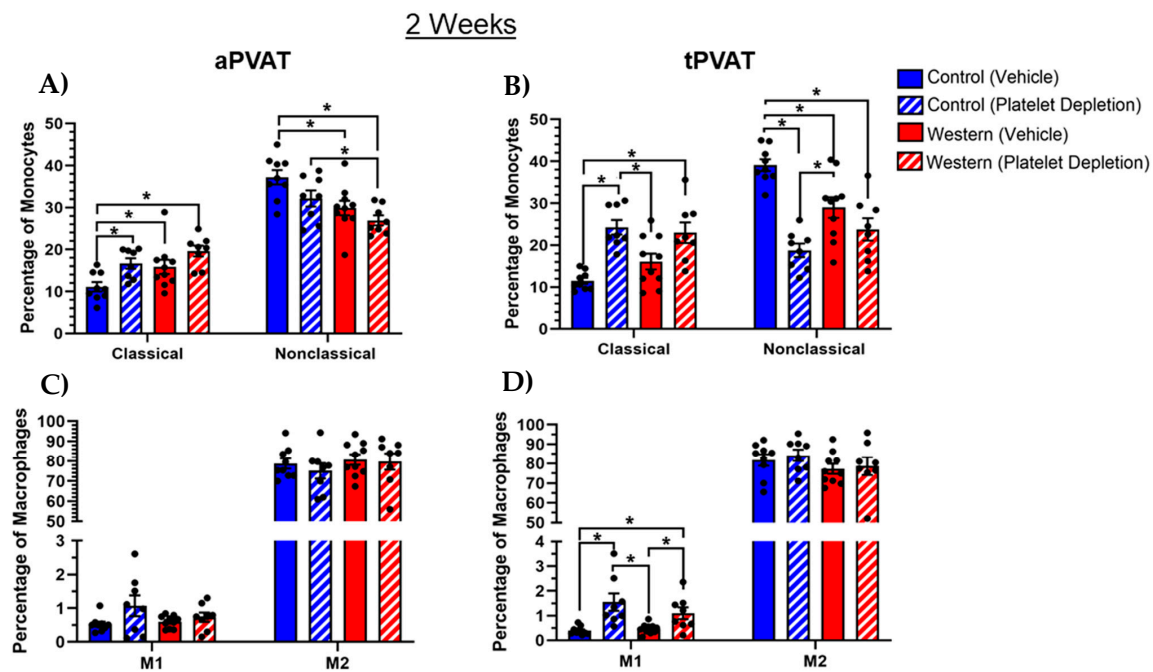 2 Weeks
aPVAT
tPVAT
Control (Vehicle)
Control (Platelet Depletion)
Western (Vehicle)
Western (Platelet Depletion)
A)
Percentage of Monocytes
50
40
30
20
10
0
* * * * * *
Classical Nonclassical
B)
Percentage of Monocytes
50
40
30
20
10
0
* * * * * * *
Classical Nonclassical
C)
Percentage of Macrophages
100
90
80
70
60
50
3
2
1
0
M1 M2
D)
Percentage of Macrophages
100
90
80
70
60
50
4
3
2
1
0
* * * *
M1 M2